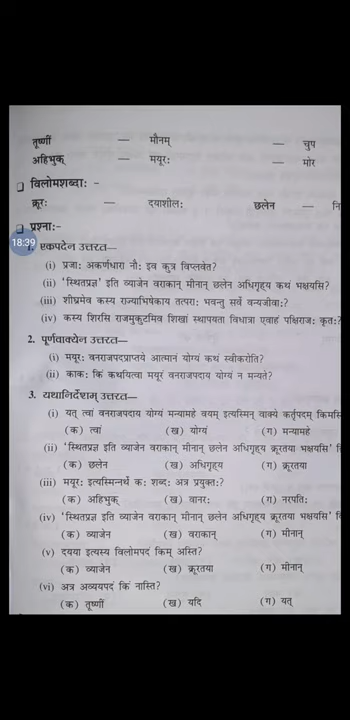 तूष्णीं — मौनम् — चुप
अहिभुक् — मयूर: — मोर
❑ विलोमशब्दा: -
क्रूर: — दयाशील: छलेन — नि
❑ प्रश्ना:-
18:39
1. एकपदेन उत्तरत—
(i) प्रजा: अकर्णधारा नौ: इव कुत्र विप्लवेत?
(ii) 'स्थितप्रज्ञ' इति व्याजेन वराकान् मीनान् छलेन अधिगृह्य कथं भक्षयसि?
(iii) शीघ्रमेव कस्य राज्याभिषेकाय तत्परा: भवन्तु सर्वे वन्यजीवा:?
(iv) कस्य शिरसि राजमुकुटमिव शिखां स्थापयता विधात्रा एवाहं पक्षिराज: कृत:?
2. पूर्णवाक्येन उत्तरत—
(i) मयूर: वनराजपदप्राप्तये आत्मानं योग्यं कथं स्वीकरोति?
(ii) काक: किं कथयित्वा मयूरं वनराजपदाय योग्यं न मन्यते?
3. यथानिर्देशम् उत्तरत—
(i) यत् त्वां वनराजपदाय योग्यं मन्यामहे वयम् इत्यस्मिन् वाक्ये कर्तृपदम् किमसि
(क) त्वां (ख) योग्यं (ग) मन्यामहे
(ii) 'स्थितप्रज्ञ इति व्याजेन वराकान् मीनान् छलेन अधिगृह्य क्रूरतया भक्षयसि' f
(क) छलेन (ख) अधिगृह्य (ग) क्रूरतया
(iii) मयूर: इत्यस्मिन्नर्थे क: शब्द: अत्र प्रयुक्त:?
(क) अहिभुक् (ख) वानर: (ग) नरपति:
(iv) 'स्थितप्रज्ञ इति व्याजेन वराकान् मीनान् छलेन अधिगृह्य क्रूरतया भक्षयसि'
(क) व्याजेन (ख) वराकान् (ग) मीनान्
(v) दयया इत्यस्य विलोमपदं किम् अस्ति?
(क) व्याजेन (ख) क्रूरतया (ग) मीनान्
(vi) अत्र अव्ययपदं किं नास्ति?
(क) तूष्णीं (ख) यदि (ग) यत्